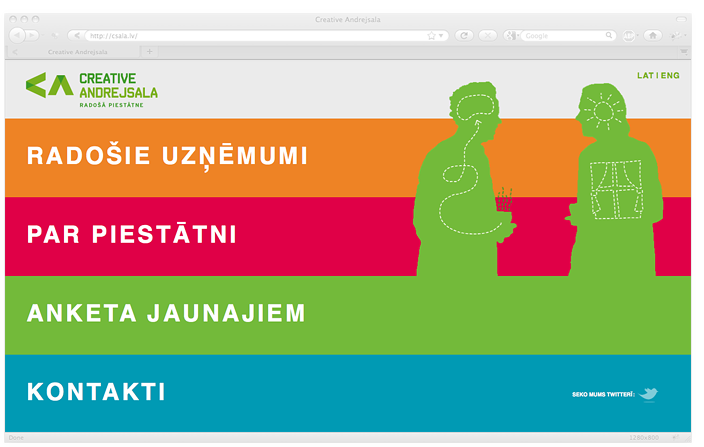 Creative Andrejsala
http://csala.lv/
Google
Creative Andrejsala
LAT I ENG
CREATIVE
ANDREJSALA
RADOŠĀ PIESTĀTNE
RADOŠIE UZŅĒMUMI
PAR PIESTĀTNI
ANKETA JAUNAJIEM
KONTAKTI
SEKO MUMS TWITTERĪ:
Done
1280x800